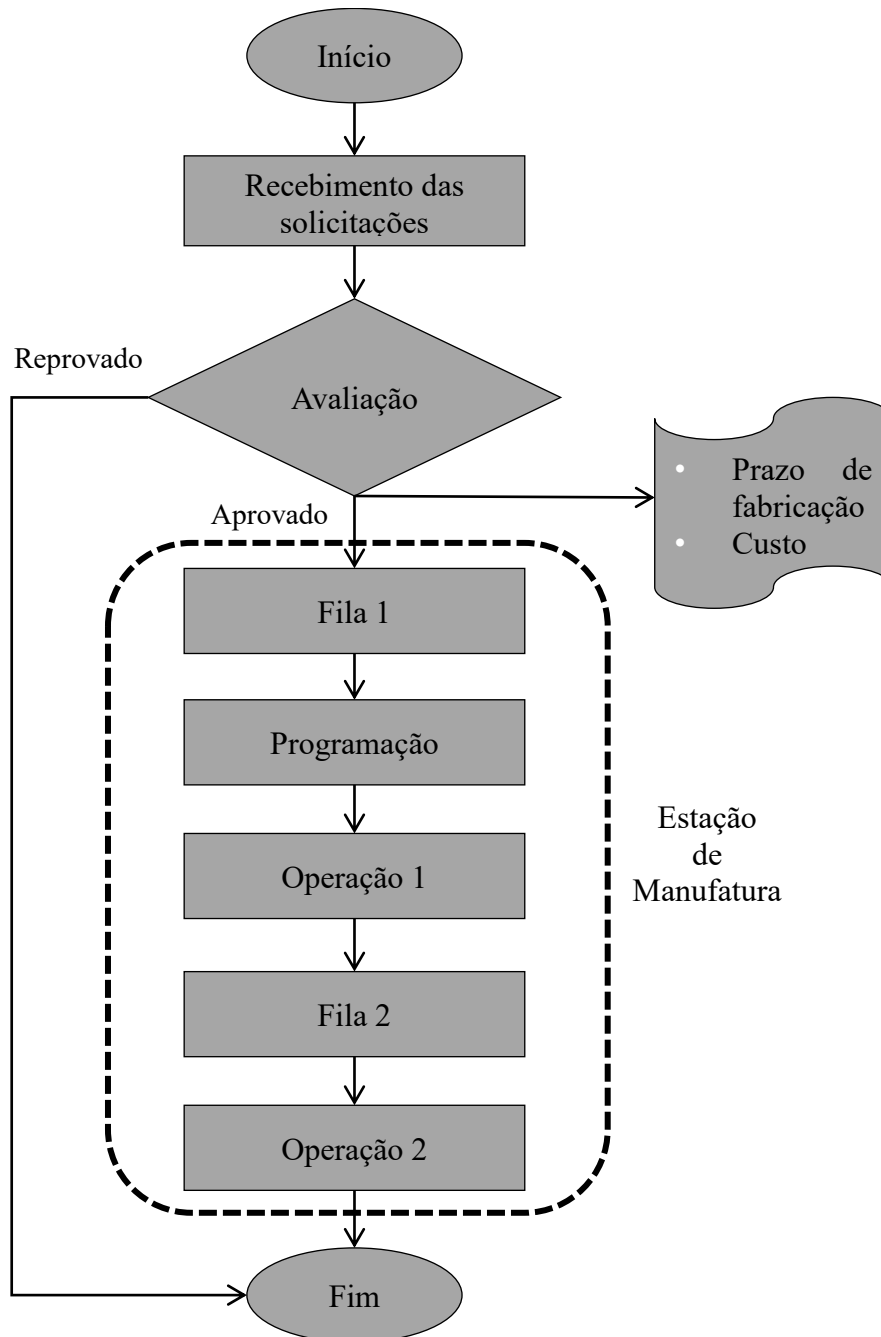 Início
Recebimento das
solicitações
Reprovado
Avaliação
• Prazo de
fabricação
• Custo
Aprovado
Fila 1
Programação
Operação 1
Estação
de
Manufatura
Fila 2
Operação 2
Fim